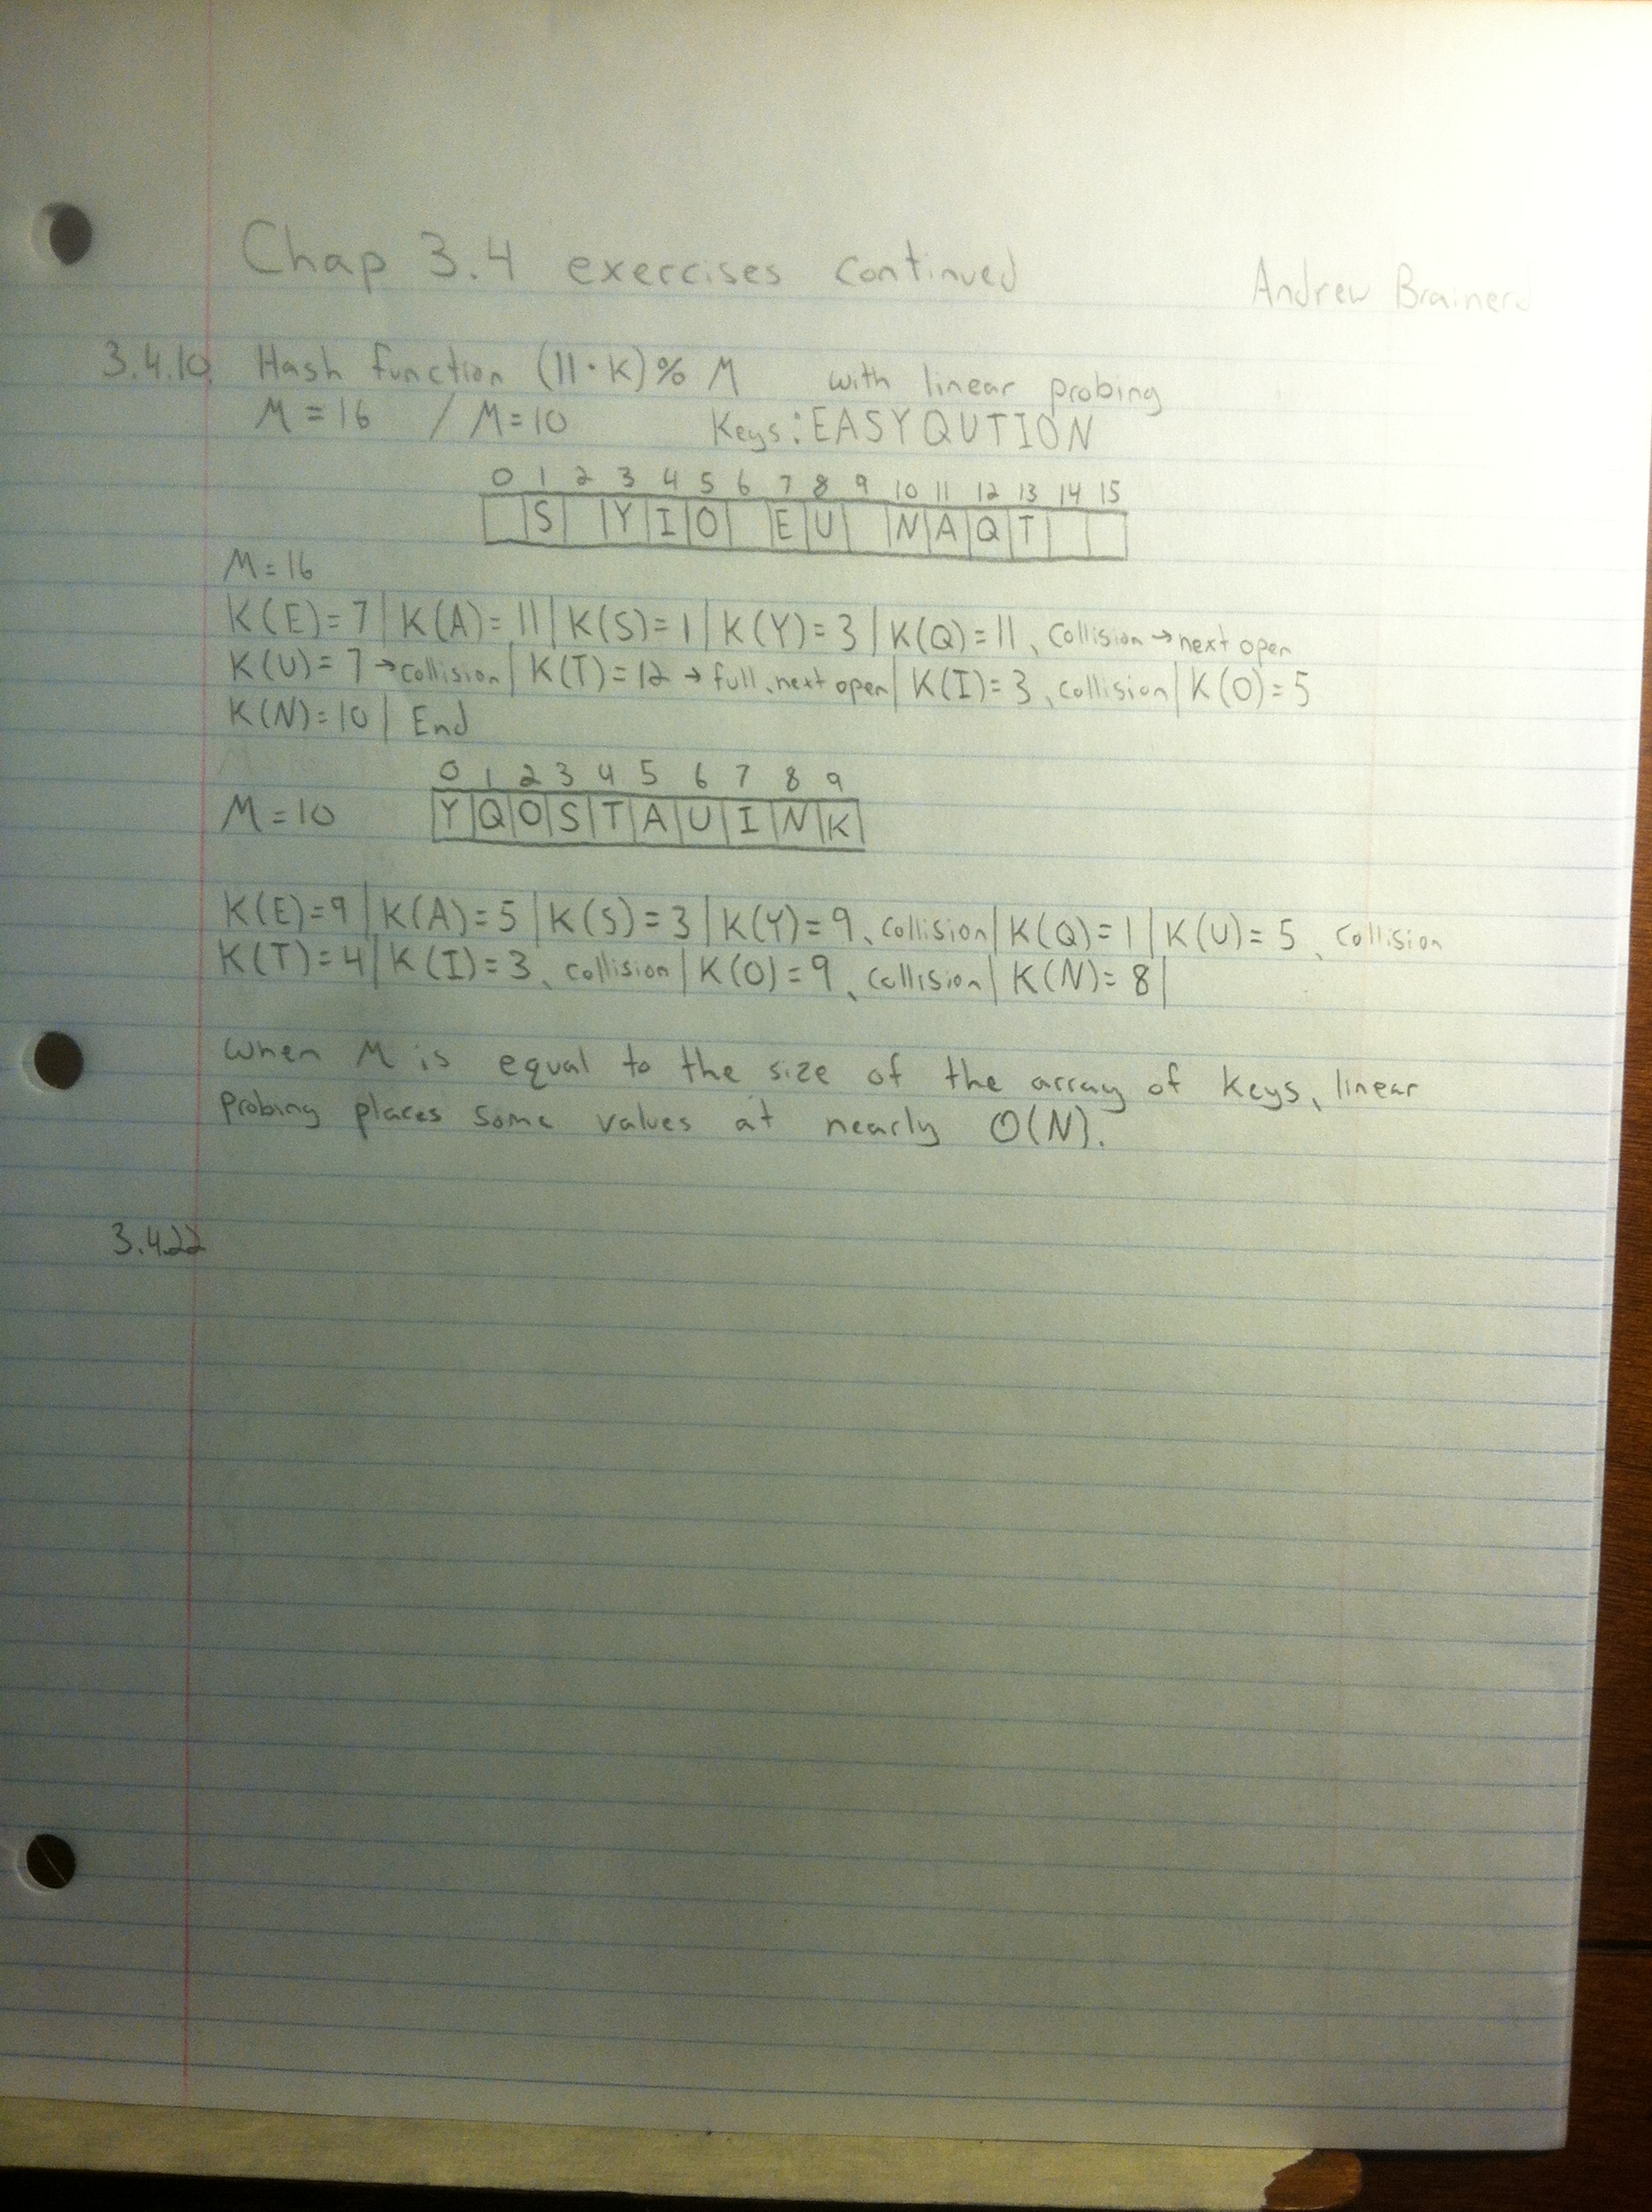 Chap 3.4 exercises continued Andrew Brainerd
3.4.10. Hash function (11·K)% M with linear probing
M=16 / M=10 Keys: EASYQUTION
0 1 2 3 4 5 6 7 8 9 10 11 12 13 14 15
S Y I O E U N A Q T
M=16
K(E)=7| K(A)=11| K(S)=1| K(Y)=3| K(Q)=11, collision → next open
K(U)=7 → collision| K(T)=12 → full, next open| K(I)=3, collision| K(O)=5
K(N)=10| End
0 1 2 3 4 5 6 7 8 9
M=10 Y|Q|O|S|T|A|U|I|N|K|
K(E)=9| K(A)=5| K(S)=3| K(Y)=9, collision| K(Q)=1| K(U)=5, collision
K(T)=4| K(I)=3, collision| K(O)=9, collision| K(N)=8|
When M is equal to the size of the array of keys, linear
probing places some values at nearly O(N).
3.4.22